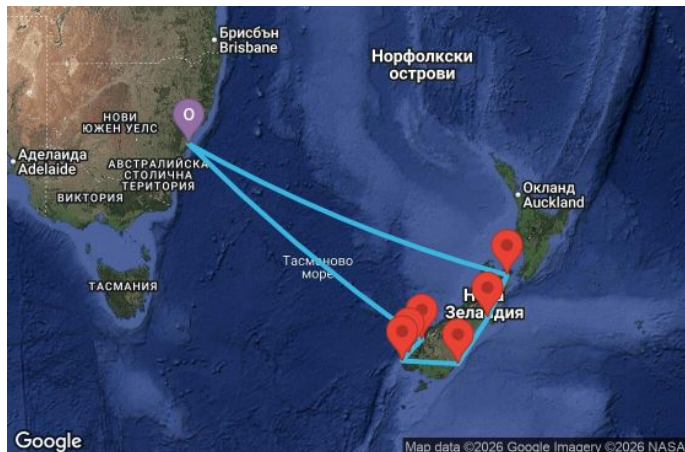 Брисбън
Brisbane
Норфолкски
острови
O
НОВИ
ЮЖЕН УЕЛС
Аделаида
Adelaide
АВСТРАЛИЙСКА
СТОЛИЧНА
ТЕРИТОРИЯ
ВИКТОРИЯ
Окланд
Auckland
Тасманово
море
ТАСМАНИЯ
Зеландия
Google
Map data ©2026 Google Imagery ©2026 NASA